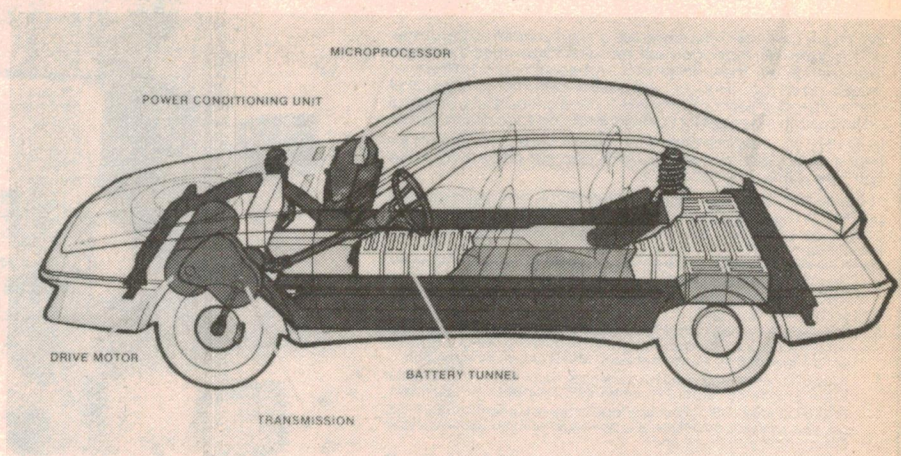 MICROPROCESSOR
POWER CONDITIONING UNIT
DRIVE MOTOR
BATTERY TUNNEL
TRANSMISSION